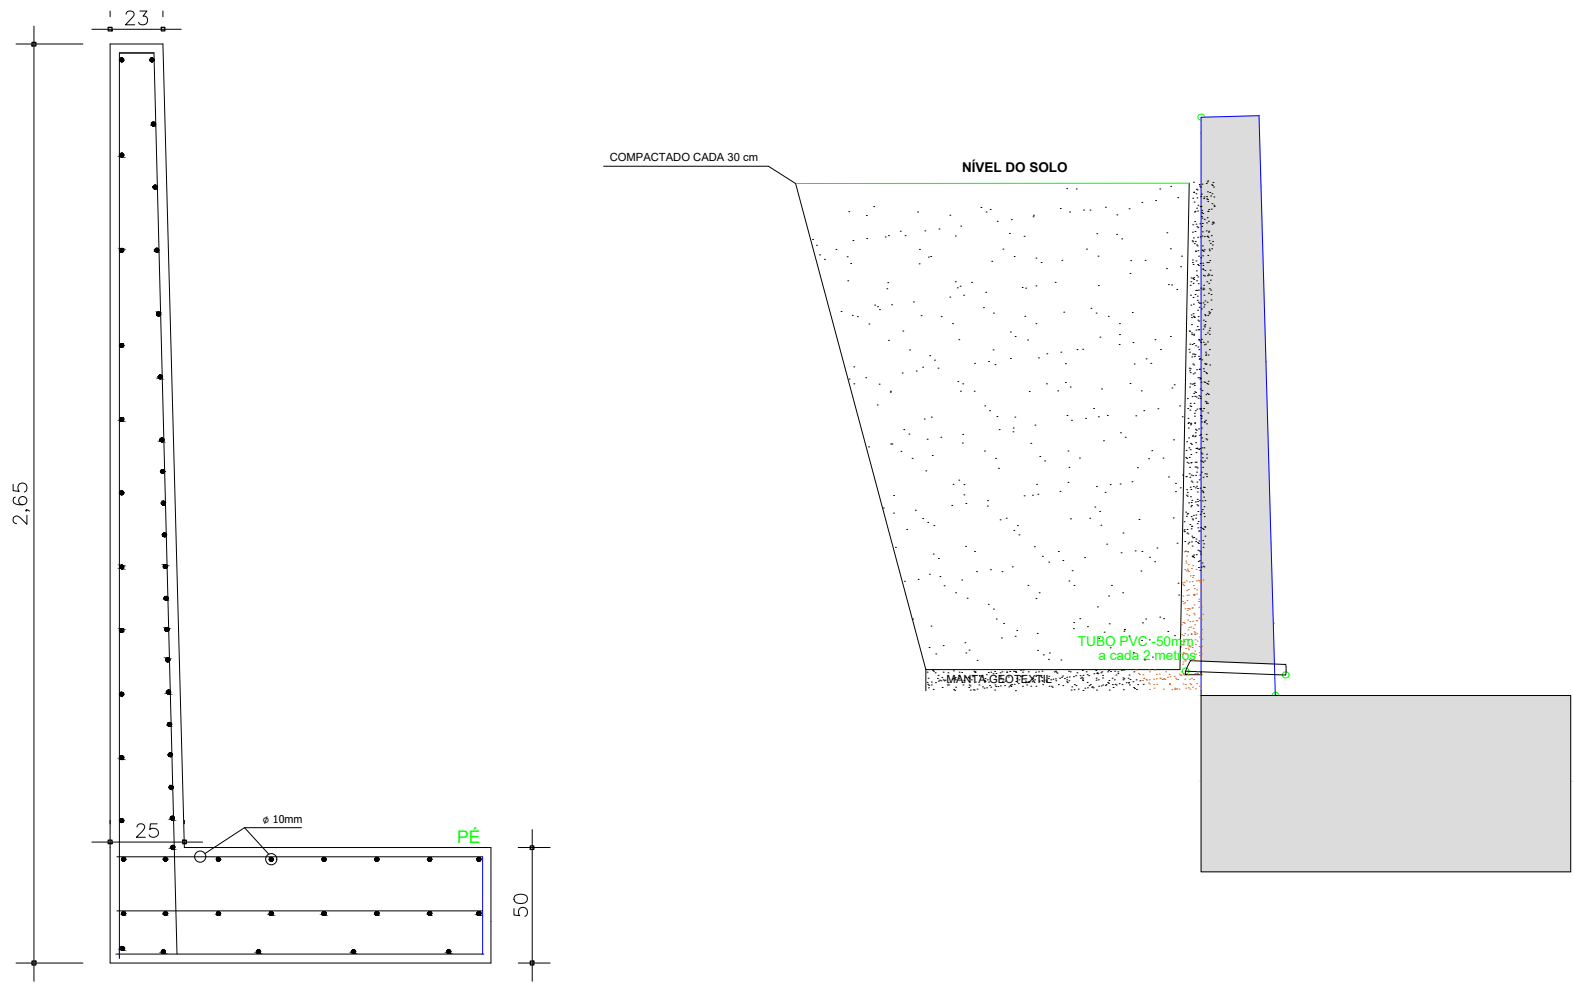 23
2,65
25
ø 10mm
PÉ
50
COMPACTADO CADA 30 cm
NÍVEL DO SOLO
TUBO PVC -50mm
a cada 2 metros
MANTA GEOTEXTIL